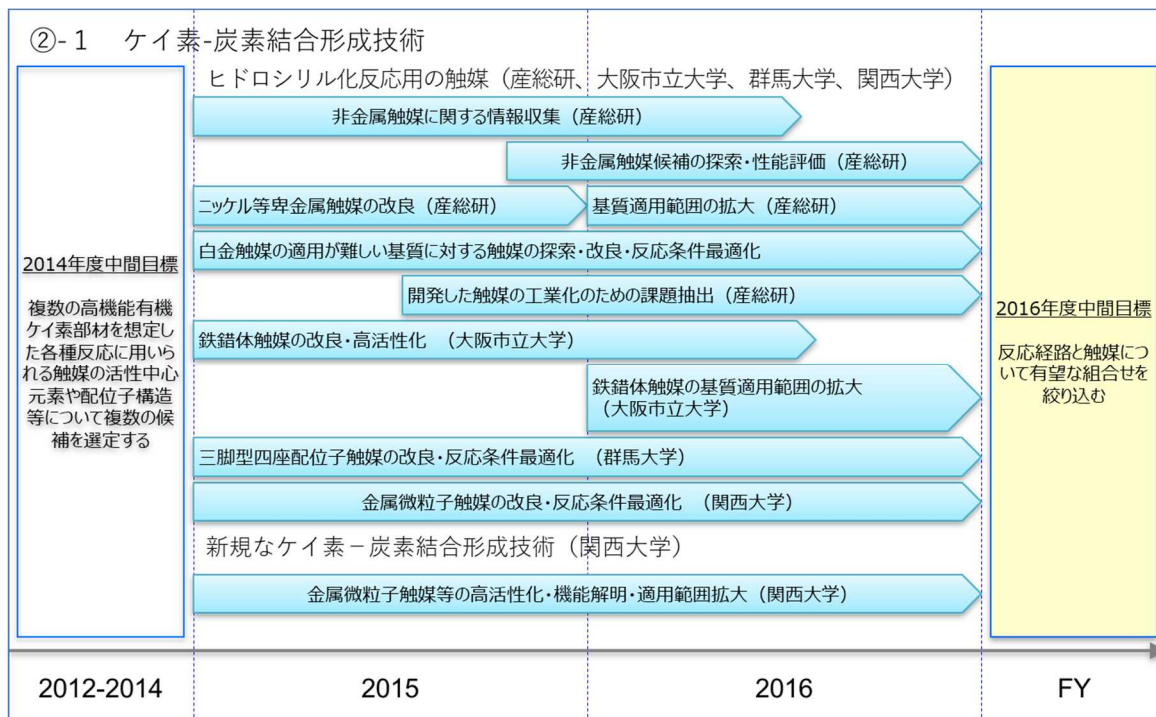 ②-1 ケイ素-炭素結合形成技術
ヒドロシリル化反応用の触媒（産総研、大阪市立大学、群馬大学、関西大学）
非金属触媒に関する情報収集（産総研）
非金属触媒候補の探索・性能評価（産総研）
ニッケル等卑金属触媒の改良（産総研）
基質適用範囲の拡大（産総研）
白金触媒の適用が難しい基質に対する触媒の探索・改良・反応条件最適化
開発した触媒の工業化のための課題抽出（産総研）
鉄錯体触媒の改良・高活性化　（大阪市立大学）
鉄錯体触媒の基質適用範囲の拡大
（大阪市立大学）
三脚型四座配位子触媒の改良・反応条件最適化　（群馬大学）
金属微粒子触媒の改良・反応条件最適化　（関西大学）
新規なケイ素－炭素結合形成技術（関西大学）
金属微粒子触媒等の高活性化・機能解明・適用範囲拡大（関西大学）
2014年度中間目標
複数の高機能有機
ケイ素部材を想定し
た各種反応に用いら
れる触媒の活性中心
元素や配位子構造
等について複数の候
補を選定する
2016年度中間目標
反応経路と触媒につ
いて有望な組合せを
絞り込む
2012-2014
2015
2016
FY